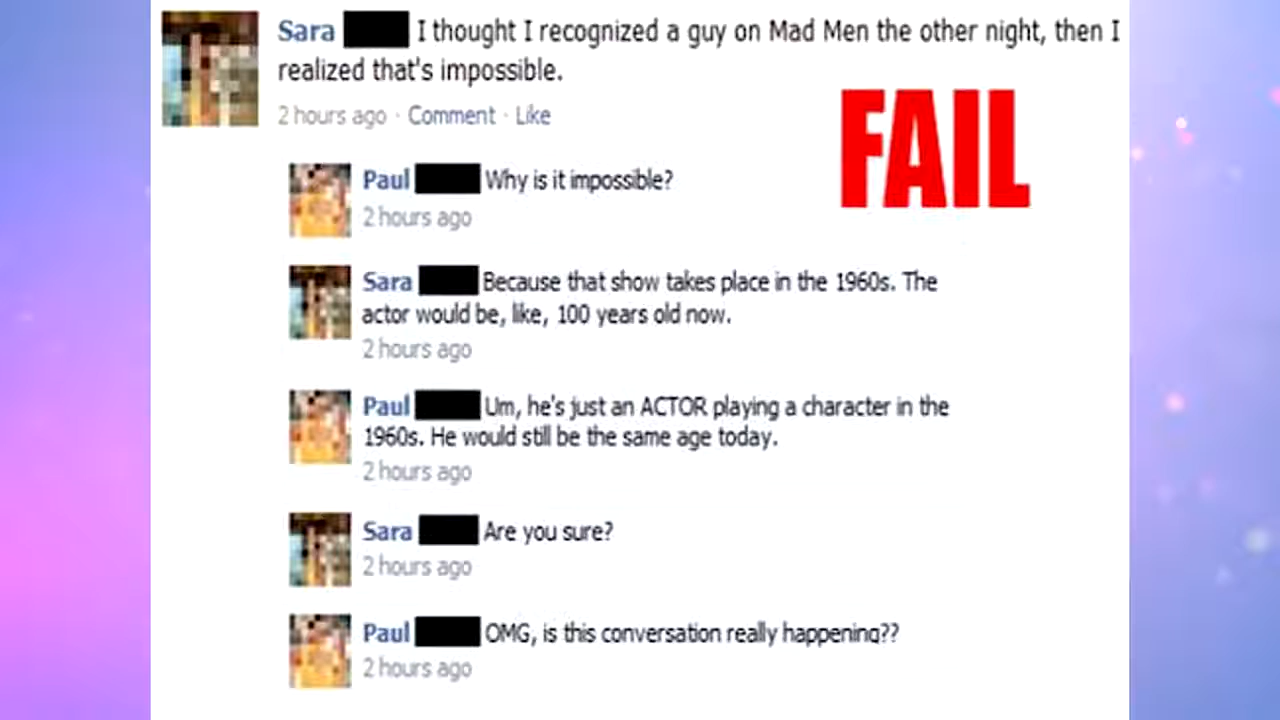 Sara I thought I recognized a guy on Mad Men the other night, then I
realized that's impossible.
2 hours ago · Comment · Like
FAIL
Paul Why is it impossible?
2 hours ago
Sara Because that show takes place in the 1960s. The
actor would be, like, 100 years old now.
2 hours ago
Paul Um, he's just an ACTOR playing a character in the
1960s. He would still be the same age today.
2 hours ago
Sara Are you sure?
2 hours ago
Paul OMG, is this conversation really happening??
2 hours ago